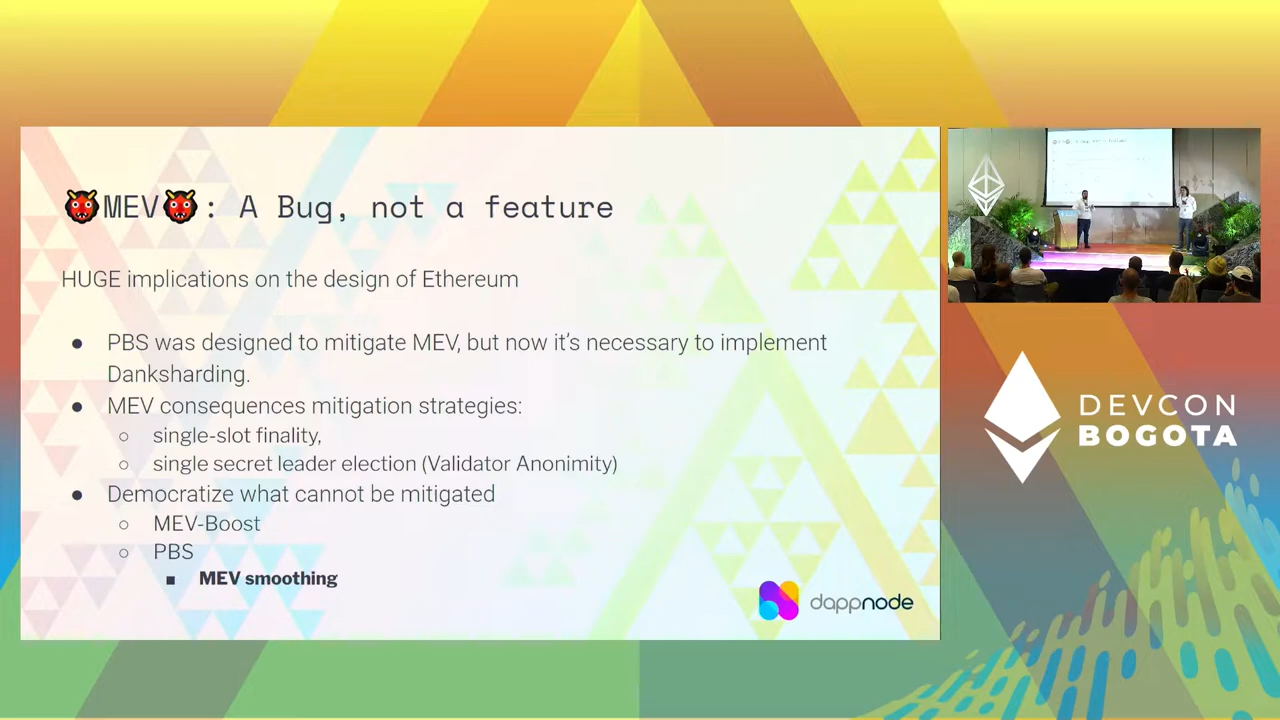 👹MEV👹: A Bug, not a feature
HUGE implications on the design of Ethereum
● PBS was designed to mitigate MEV, but now it's necessary to implement
Danksharding.
● MEV consequences mitigation strategies:
○ single-slot finality,
○ single secret leader election (Validator Anonimity)
● Democratize what cannot be mitigated
○ MEV-Boost
○ PBS
■ MEV smoothing
dappnode
DEVCON
BOGOTA